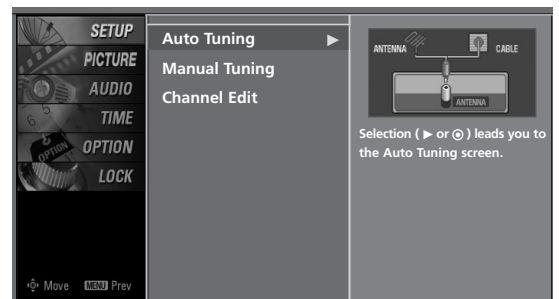 SETUP
PICTURE
AUDIO
TIME
OPTION
LOCK
Move MENU Prev
Auto Tuning ▶
Manual Tuning
Channel Edit
ANTENNA CABLE
ANTENNA
Selection ( ▶ or ◉ ) leads you to
the Auto Tuning screen.